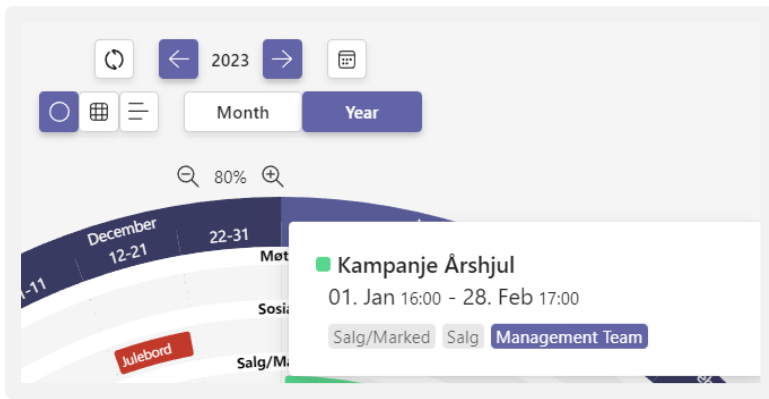 2023
Month Year
80%
December
12-21
22-31
Møt
Kampanje Årshjul
01. Jan 16:00 - 28. Feb 17:00
Sosia
Salg/Marked Salg Management Team
Julebord
Salg/Ma